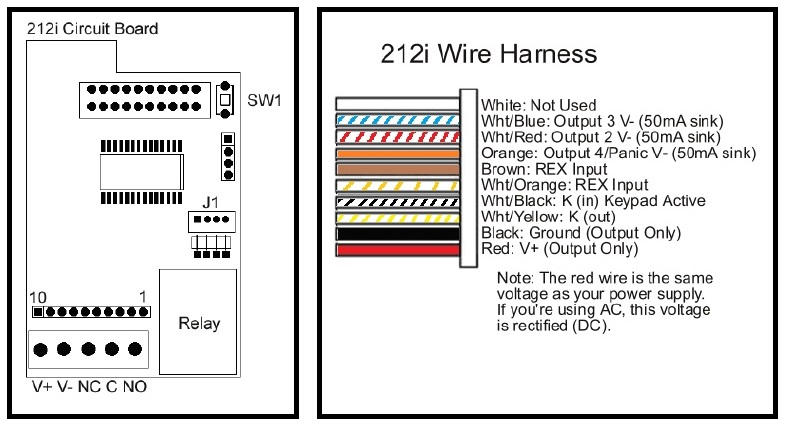 212i Circuit Board
SW1
J1
10 1
Relay
V+ V- NC C NO
212i Wire Harness
White: Not Used
Wht/Blue: Output 3 V- (50mA sink)
Wht/Red: Output 2 V- (50mA sink)
Orange: Output 4/Panic V- (50mA sink)
Brown: REX Input
Wht/Orange: REX Input
Wht/Black: K (in) Keypad Active
Wht/Yellow: K (out)
Black: Ground (Output Only)
Red: V+ (Output Only)
Note: The red wire is the same
voltage as your power supply.
If you're using AC, this voltage
is rectified (DC).